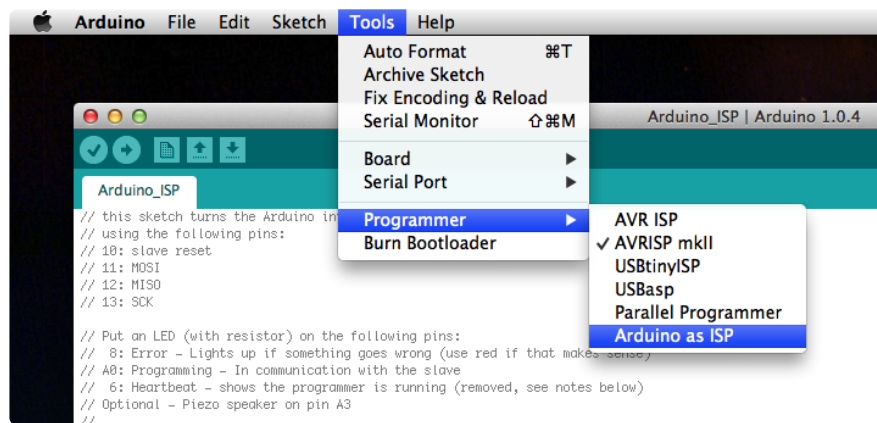 Arduino File Edit Sketch Tools Help
Auto Format ⌘T
Archive Sketch
Fix Encoding & Reload
Serial Monitor ⇧⌘M
Board
Serial Port
Programmer
Burn Bootloader
AVR ISP
✓ AVRISP mkII
USBtinyISP
USBasp
Parallel Programmer
Arduino as ISP
Arduino_ISP | Arduino 1.0.4
Arduino_ISP
// this sketch turns the Arduino in
// using the following pins:
// 10: slave reset
// 11: MOSI
// 12: MISO
// 13: SCK
// Put an LED (with resistor) on the following pins:
//  8: Error - Lights up if something goes wrong (use red if that makes sense)
// A0: Programming - In communication with the slave
//  6: Heartbeat - shows the programmer is running (removed, see notes below)
// Optional - Piezo speaker on pin A3
//